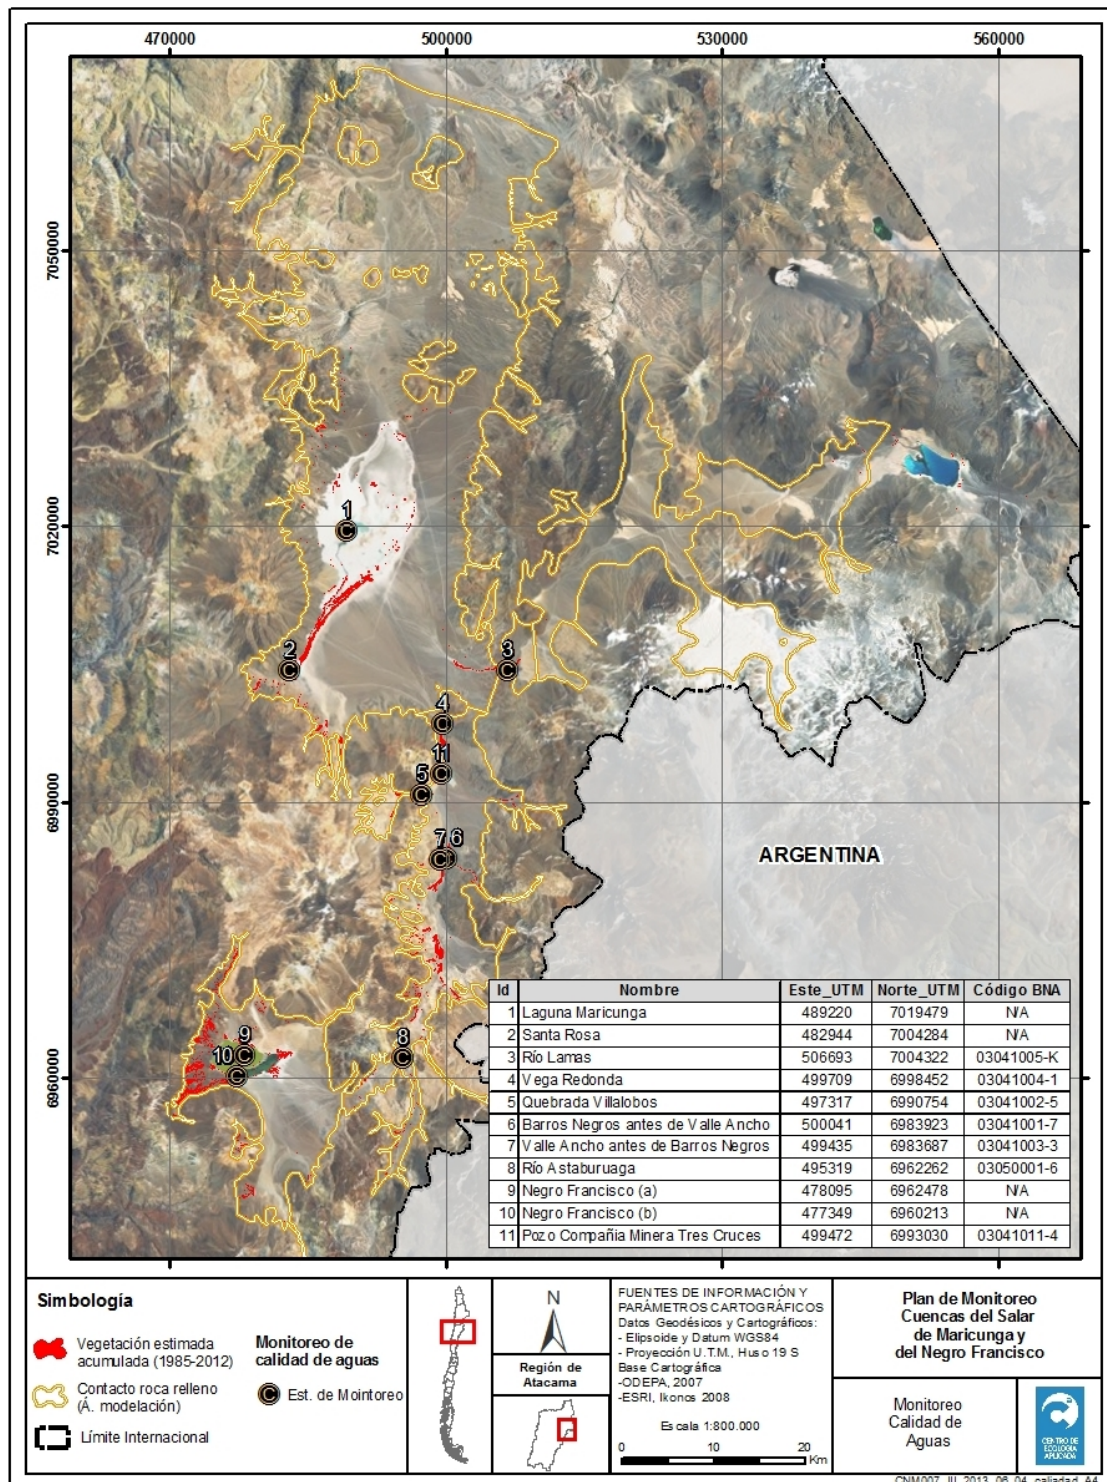 470000 500000 530000 560000
7050000
7020000
6990000
6960000
1
2
3
4
11
5
7 6
8
9
10
ARGENTINA
Id Nombre Este_UTM Norte_UTM Código BNA
1 Laguna Maricunga 489220 7019479 N/A
2 Santa Rosa 482944 7004284 N/A
3 Río Lamas 506693 7004322 03041005-K
4 Vega Redonda 499709 6998452 03041004-1
5 Quebrada Villalobos 497317 6990754 03041002-5
6 Barros Negros antes de Valle Ancho 500041 6983923 03041001-7
7 Valle Ancho antes de Barros Negros 499435 6983687 03041003-3
8 Río Astaburuaga 495319 6962262 03050001-6
9 Negro Francisco (a) 478095 6962478 N/A
10 Negro Francisco (b) 477349 6960213 N/A
11 Pozo Compañia Minera Tres Cruces 499472 6993030 03041011-4
Simbología
Vegetación estimada
acumulada (1985-2012)
Contacto roca relleno
(Á. modelación)
Límite Internacional
Monitoreo de
calidad de aguas
C Est. de Mointoreo
N
Región de
Atacama
FUENTES DE INFORMACIÓN Y
PARÁMETROS CARTOGRÁFICOS
Datos Geodésicos y Cartográficos:
- Elipsoide y Datum WGS84
- Proyección U.T.M., Huso 19 S
Base Cartográfica
-ODEPA, 2007
-ESRI, Ikonos 2008
Escala 1:800.000
0 10 20
Km
Plan de Monitoreo
Cuencas del Salar
de Maricunga y
del Negro Francisco
Monitoreo
Calidad de
Aguas
CENTRO DE
ECOLOGÍA
APLICADA
CNM007_III_2013_06_04_caliadad_A4